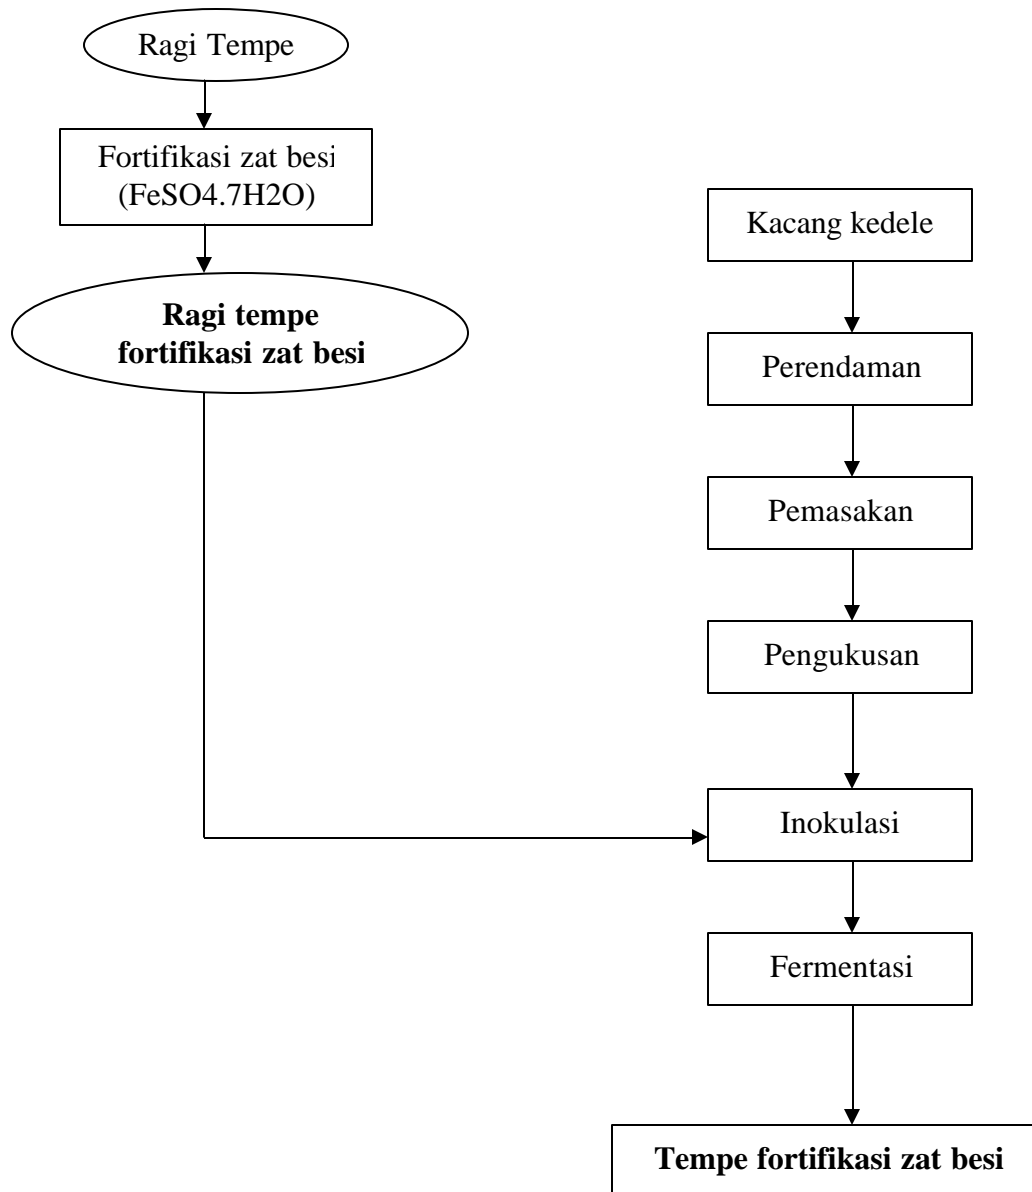 Ragi Tempe
Fortifikasi zat besi
(FeSO4.7H2O)
Ragi tempe
fortifikasi zat besi
Kacang kedele
Perendaman
Pemasakan
Pengukusan
Inokulasi
Fermentasi
Tempe fortifikasi zat besi